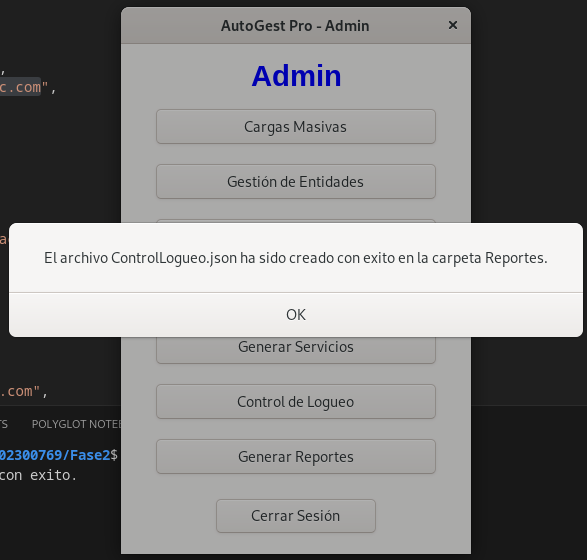 AutoGest Pro - Admin
×
,
c.com",
Admin
Cargas Masivas
Gestión de Entidades
El archivo ControlLogueo.json ha sido creado con exito en la carpeta Reportes.
OK
Generar Servicios
.com",
Control de Logueo
TS
POLYGLOT NOTEB
02300769/Fase2$
Generar Reportes
con exito.
Cerrar Sesión